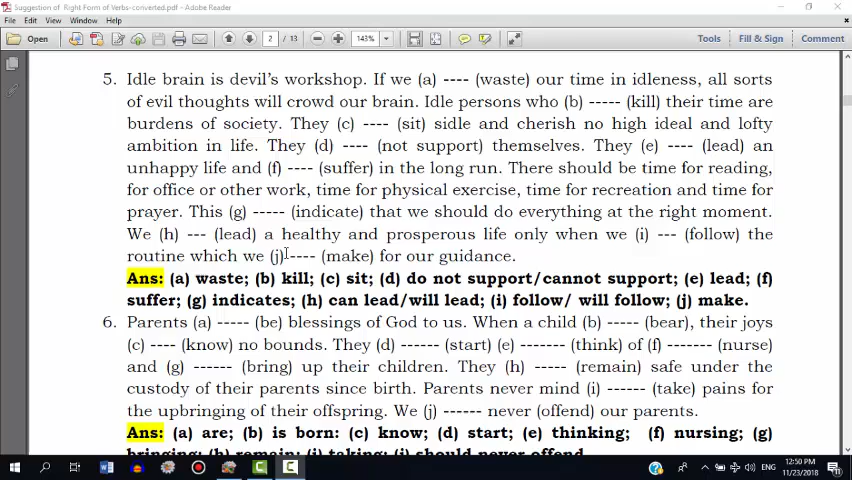 Suggestion of Right Form of Verbs-converted.pdf - Adobe Reader
File Edit View Window Help
Open 2 / 13 143% Tools Fill & Sign Comment
5. Idle brain is devil's workshop. If we (a) ---- (waste) our time in idleness, all sorts
of evil thoughts will crowd our brain. Idle persons who (b) ----- (kill) their time are
burdens of society. They (c) ---- (sit) sidle and cherish no high ideal and lofty
ambition in life. They (d) ---- (not support) themselves. They (e) ---- (lead) an
unhappy life and (f) ---- (suffer) in the long run. There should be time for reading,
for office or other work, time for physical exercise, time for recreation and time for
prayer. This (g) ----- (indicate) that we should do everything at the right moment.
We (h) --- (lead) a healthy and prosperous life only when we (i) --- (follow) the
routine which we (j) ---- (make) for our guidance.
Ans: (a) waste; (b) kill; (c) sit; (d) do not support/cannot support; (e) lead; (f)
suffer; (g) indicates; (h) can lead/will lead; (i) follow/ will follow; (j) make.
6. Parents (a) ----- (be) blessings of God to us. When a child (b) ----- (bear), their joys
(c) ---- (know) no bounds. They (d) ------ (start) (e) ------- (think) of (f) ------- (nurse)
and (g) ------ (bring) up their children. They (h) ----- (remain) safe under the
custody of their parents since birth. Parents never mind (i) ------ (take) pains for
the upbringing of their offspring. We (j) ------ never (offend) our parents.
Ans: (a) are; (b) is born: (c) know; (d) start; (e) thinking; (f) nursing; (g)
bringing; (h) remain; (i) taking; (j) should never offend.
ENG 12:50 PM
11/23/2018